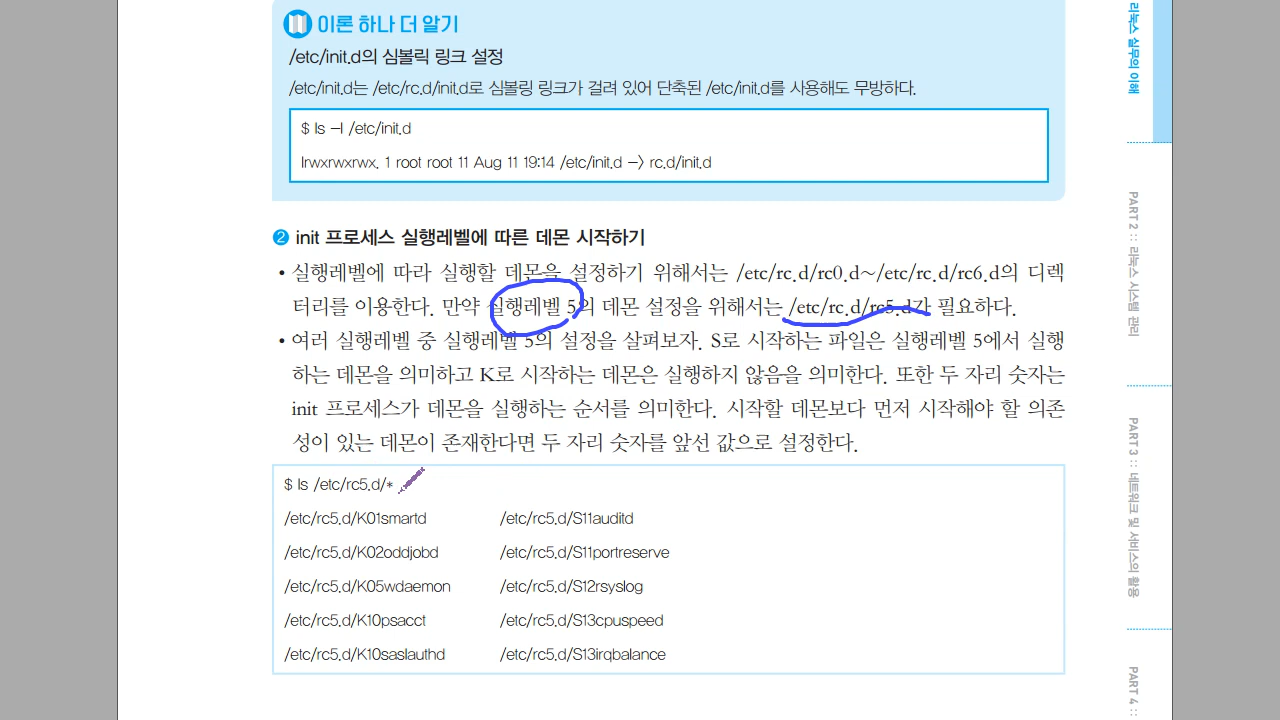 이론 하나 더 알기
/etc/init.d의 심볼릭 링크 설정
/etc/init.d는 /etc/rc.d/init.d로 심볼링 링크가 걸려 있어 단축된 /etc/init.d를 사용해도 무방하다.
$ ls -l /etc/init.d
lrwxrwxrwx. 1 root root 11 Aug 11 19:14 /etc/init.d -> rc.d/init.d
❷ init 프로세스 실행레벨에 따른 데몬 시작하기
• 실행레벨에 따라 실행할 데몬을 설정하기 위해서는 /etc/rc.d/rc0.d~/etc/rc.d/rc6.d의 디렉
터리를 이용한다. 만약 실행레벨 5의 데몬 설정을 위해서는 /etc/rc.d/rc5.d가 필요하다.
• 여러 실행레벨 중 실행레벨 5의 설정을 살펴보자. S로 시작하는 파일은 실행레벨 5에서 실행
하는 데몬을 의미하고 K로 시작하는 데몬은 실행하지 않음을 의미한다. 또한 두 자리 숫자는
init 프로세스가 데몬을 실행하는 순서를 의미한다. 시작할 데몬보다 먼저 시작해야 할 의존
성이 있는 데몬이 존재한다면 두 자리 숫자를 앞선 값으로 설정한다.
$ ls /etc/rc5.d/*
/etc/rc5.d/K01smartd /etc/rc5.d/S11auditd
/etc/rc5.d/K02oddjobd /etc/rc5.d/S11portreserve
/etc/rc5.d/K05wdaemon /etc/rc5.d/S12rsyslog
/etc/rc5.d/K10psacct /etc/rc5.d/S13cpuspeed
/etc/rc5.d/K10saslauthd /etc/rc5.d/S13irqbalance
리눅스 실무의 이해
PART 2 :: 리눅스 시스템 관리
PART 3 :: 네트워크 및 서비스의 활용
PART 4 ::